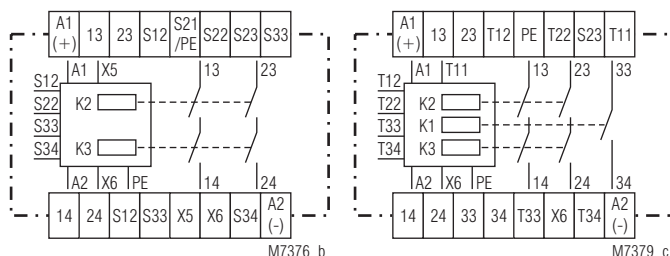 A1 (+) 13 23 S12 S21 /PE S22 S23 S33
A1 X5 13 23
S12
S22
S33
S34
K2
K3
A2 X6 PE 14 24
14 24 S12 S33 X5 X6 S34 A2 (-)
M7376_b
A1 (+) 13 23 T12 PE T22 S23 T11
A1 T11 13 23 33
T12
T22
T33
T34
K2
K1
K3
A2 X6 PE 14 24 34
14 24 33 34 T33 X6 T34 A2 (-)
M7379_c